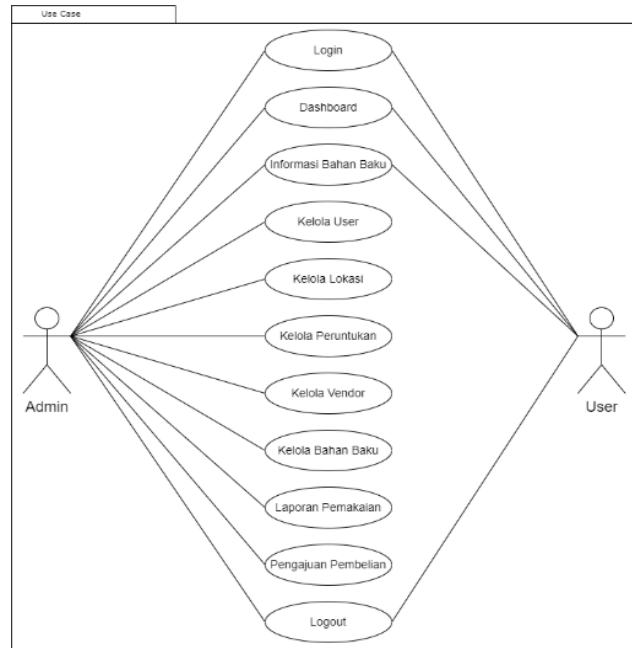 Use Case
Login
Dashboard
Informasi Bahan Baku
Kelola User
Kelola Lokasi
Kelola Peruntukan
Kelola Vendor
Admin
User
Kelola Bahan Baku
Laporan Pemakaian
Pengajuan Pembelian
Logout